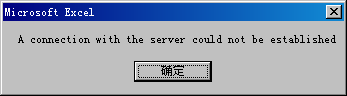 Microsoft Excel
A connection with the server could not be established
确定